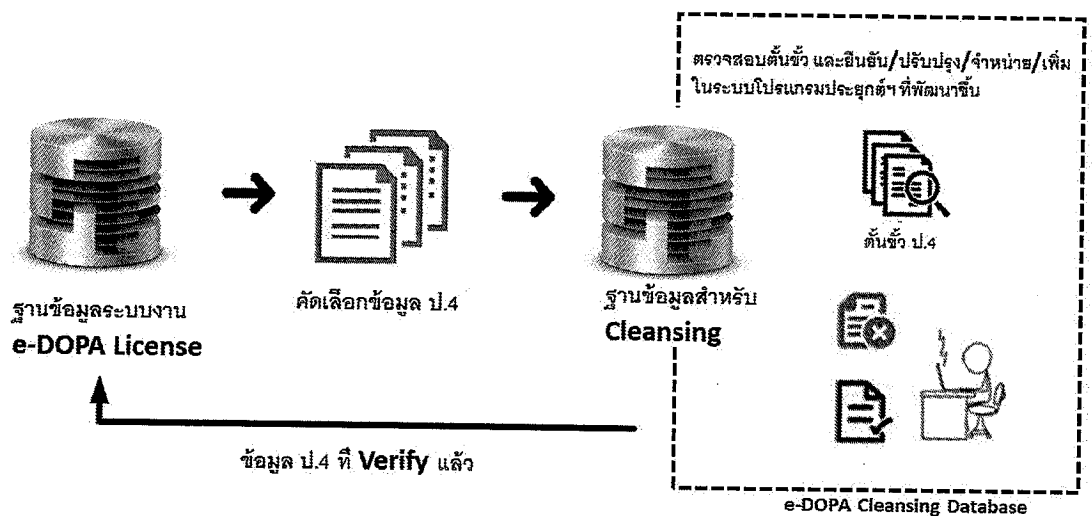 ตรวจสอบต้นขั้ว และยืนยัน/ปรับปรุง/จำหน่าย/เพิ่ม
ในระบบโปรแกรมประยุกต์ฯ ที่พัฒนาขึ้น
ต้นขั้ว ป.4
ฐานข้อมูลระบบงาน
e-DOPA License
คัดเลือกข้อมูล ป.4
ฐานข้อมูลสำหรับ
Cleansing
ข้อมูล ป.4 ที่ Verify แล้ว
e-DOPA Cleansing Database